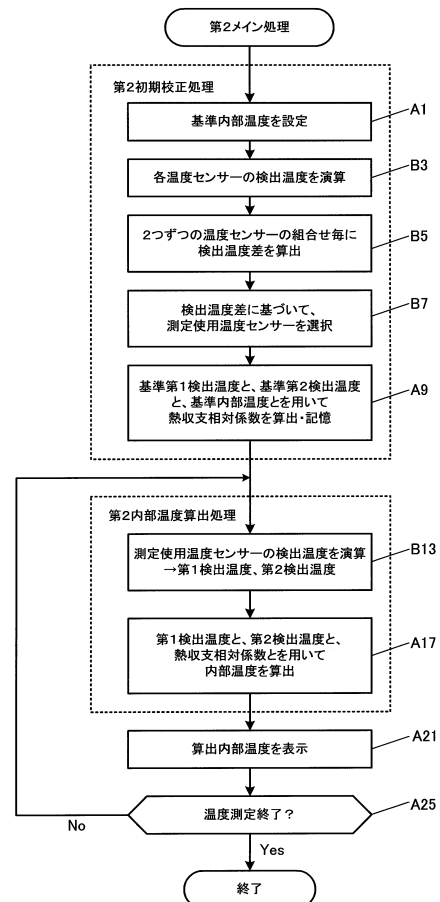 第2メイン処理
第2初期校正処理
基準内部温度を設定
A1
各温度センサーの検出温度を演算
B3
2つずつの温度センサーの組合せ毎に
検出温度差を算出
B5
検出温度差に基づいて、
測定使用温度センサーを選択
B7
基準第1検出温度と、基準第2検出温度
と、基準内部温度とを用いて
熱収支相対係数を算出・記憶
A9
第2内部温度算出処理
測定使用温度センサーの検出温度を演算
→第1検出温度、第2検出温度
B13
第1検出温度と、第2検出温度と、
熱収支相対係数とを用いて
内部温度を算出
A17
算出内部温度を表示
A21
温度測定終了?
A25
No
Yes
終了